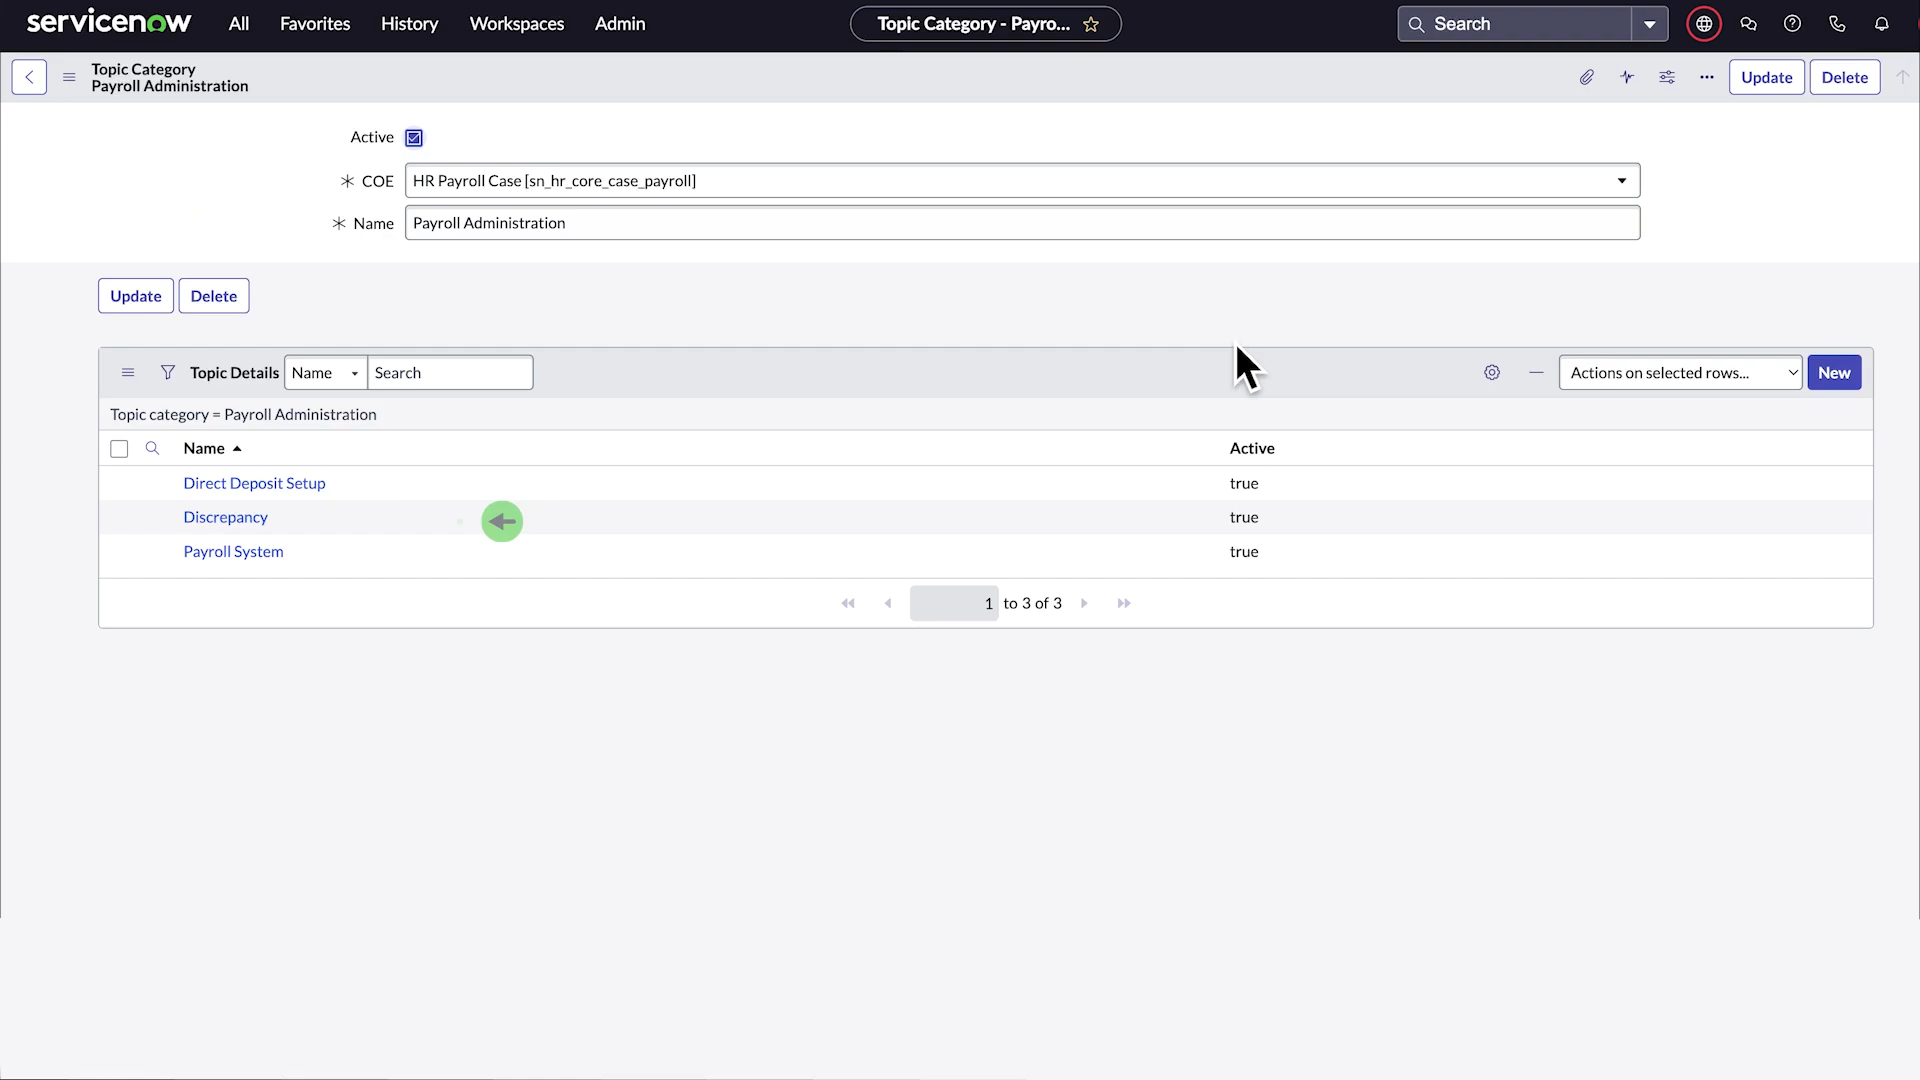 servicenow All Favorites History Workspaces Admin Topic Category - Payro... Search
Topic Category
Payroll Administration
Update Delete
Active
COE HR Payroll Case [sn_hr_core_case_payroll]
Name Payroll Administration
Update Delete
Topic Details Name Search Actions on selected rows... New
Topic category = Payroll Administration
Name Active
Direct Deposit Setup true
Discrepancy true
Payroll System true
1 to 3 of 3